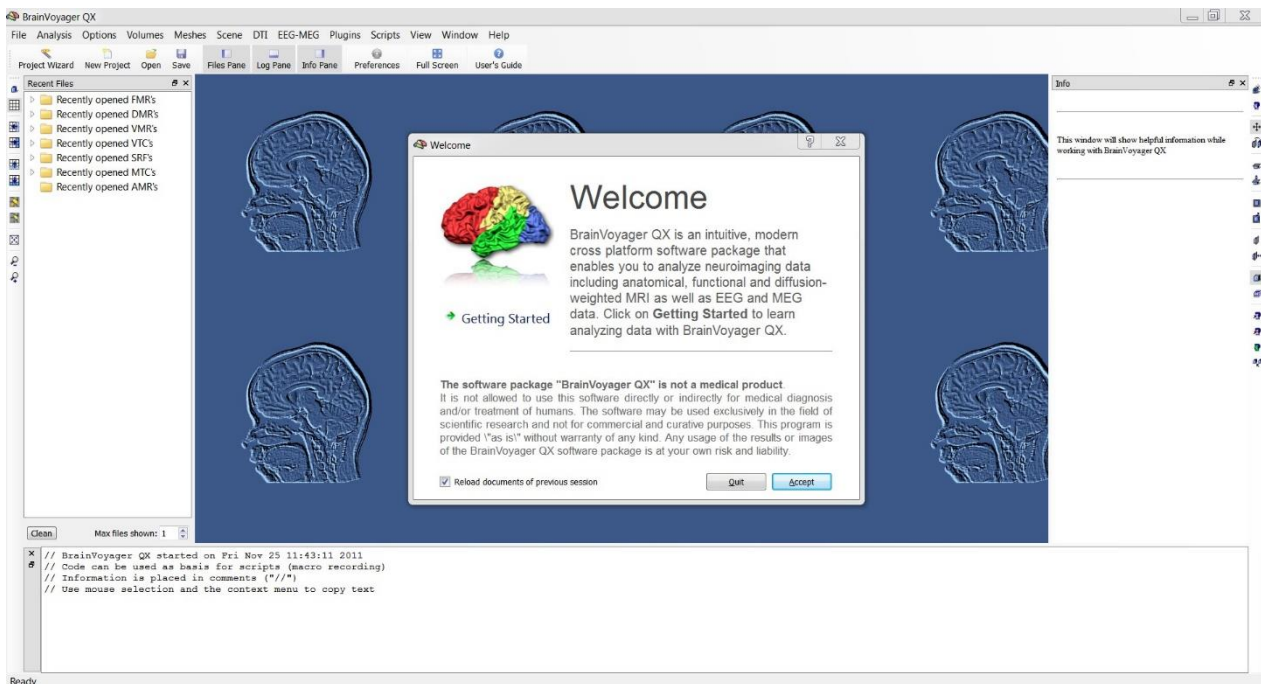 BrainVoyager QX
File Analysis Options Volumes Meshes Scene DTI EEG-MEG Plugins Scripts View Window Help
Project Wizard New Project Open Save Files Pane Log Pane Info Pane Preferences Full Screen User's Guide
Recent Files
Recently opened FMR's
Recently opened DMR's
Recently opened VMR's
Recently opened VTC's
Recently opened SRF's
Recently opened MTC's
Recently opened AMR's
Clean Max files shown: 1
Welcome
Welcome
BrainVoyager QX is an intuitive, modern
cross platform software package that
enables you to analyze neuroimaging data
including anatomical, functional and diffusion-
weighted MRI as well as EEG and MEG
data. Click on Getting Started to learn
analyzing data with BrainVoyager QX.
Getting Started
The software package "BrainVoyager QX" is not a medical product.
It is not allowed to use this software directly or indirectly for medical diagnosis
and/or treatment of humans. The software may be used exclusively in the field of
scientific research and not for commercial and curative purposes. This program is
provided \"as is\" without warranty of any kind. Any usage of the results or images
of the BrainVoyager QX software package is at your own risk and liability.
Reload documents of previous session
Quit Accept
Info
This window will show helpful information while
working with BrainVoyager QX
// BrainVoyager QX started on Fri Nov 25 11:43:11 2011
// Code can be used as basis for scripts (macro recording)
// Information is placed in comments ("//")
// Use mouse selection and the context menu to copy text
Ready